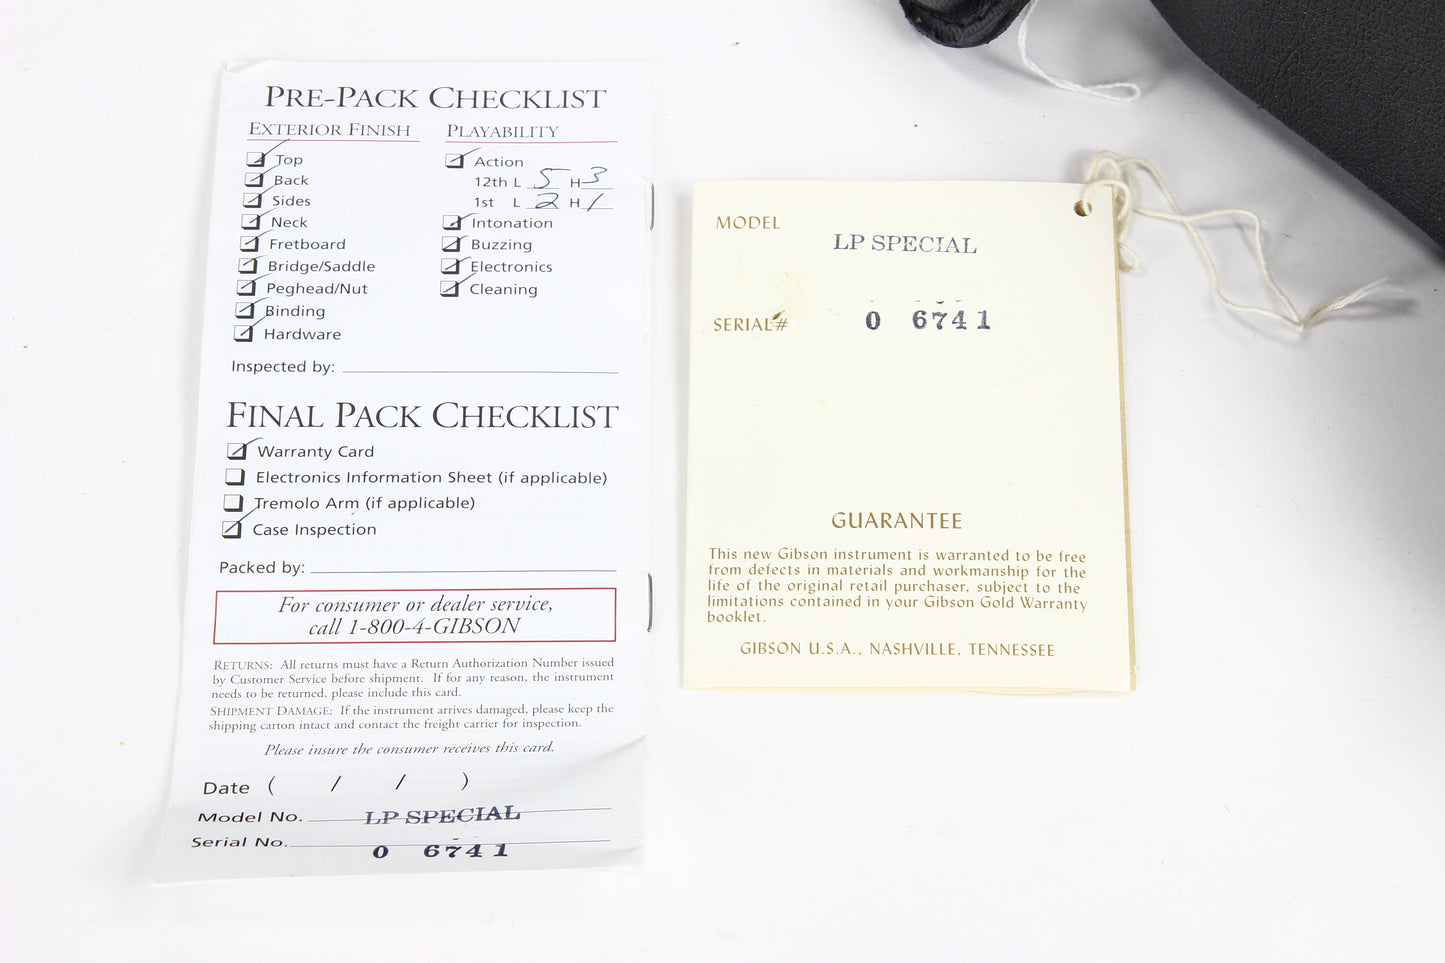 PRE-PACK CHECKLIST
EXTERIOR FINISH
Top
Back
Sides
Neck
Fretboard
Bridge/Saddle
Peghead/Nut
Binding
Hardware
PLAYABILITY
Action
12th L 5 H 3
1st L 2 H 1
Intonation
Buzzing
Electronics
Cleaning
Inspected by:
FINAL PACK CHECKLIST
Warranty Card
Electronics Information Sheet (if applicable)
Tremolo Arm (if applicable)
Case Inspection
Packed by:
For consumer or dealer service,
call 1-800-4-GIBSON
RETURNS: All returns must have a Return Authorization Number issued
by Customer Service before shipment. If for any reason, the instrument
needs to be returned, please include this card.
SHIPMENT DAMAGE: If the instrument arrives damaged, please keep the
shipping carton intact and contact the freight carrier for inspection.
Please insure the consumer receives this card.
Date ( / / )
Model No. LP SPECIAL
Serial No. 0 6741
MODEL
LP SPECIAL
SERIAL# 0 6741
GUARANTEE
This new Gibson instrument is warranted to be free
from defects in materials and workmanship for the
life of the original retail purchaser, subject to the
limitations contained in your Gibson Gold Warranty
booklet.
GIBSON U.S.A., NASHVILLE, TENNESSEE